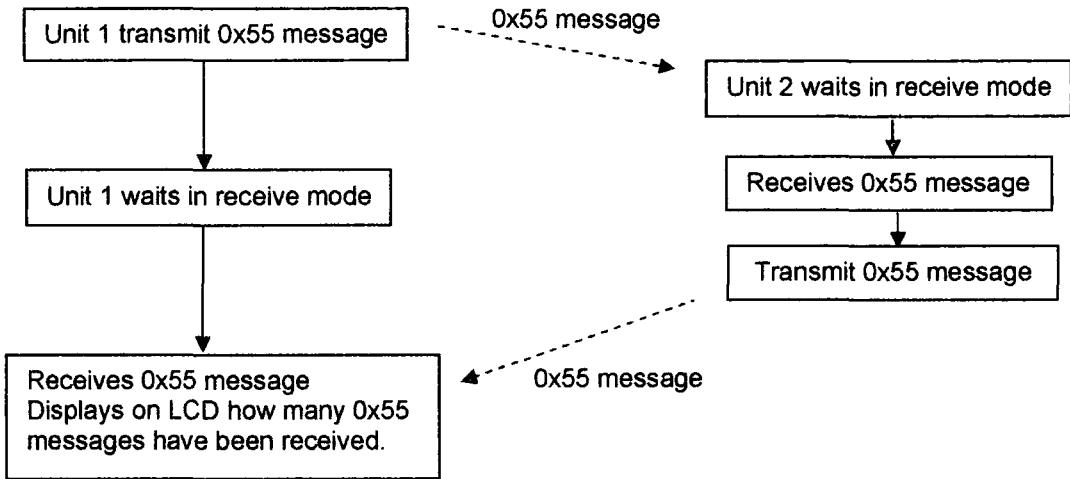 Unit 1 transmit 0x55 message
0x55 message
Unit 2 waits in receive mode
Unit 1 waits in receive mode
Receives 0x55 message
Transmit 0x55 message
Receives 0x55 message
Displays on LCD how many 0x55
messages have been received.
0x55 message